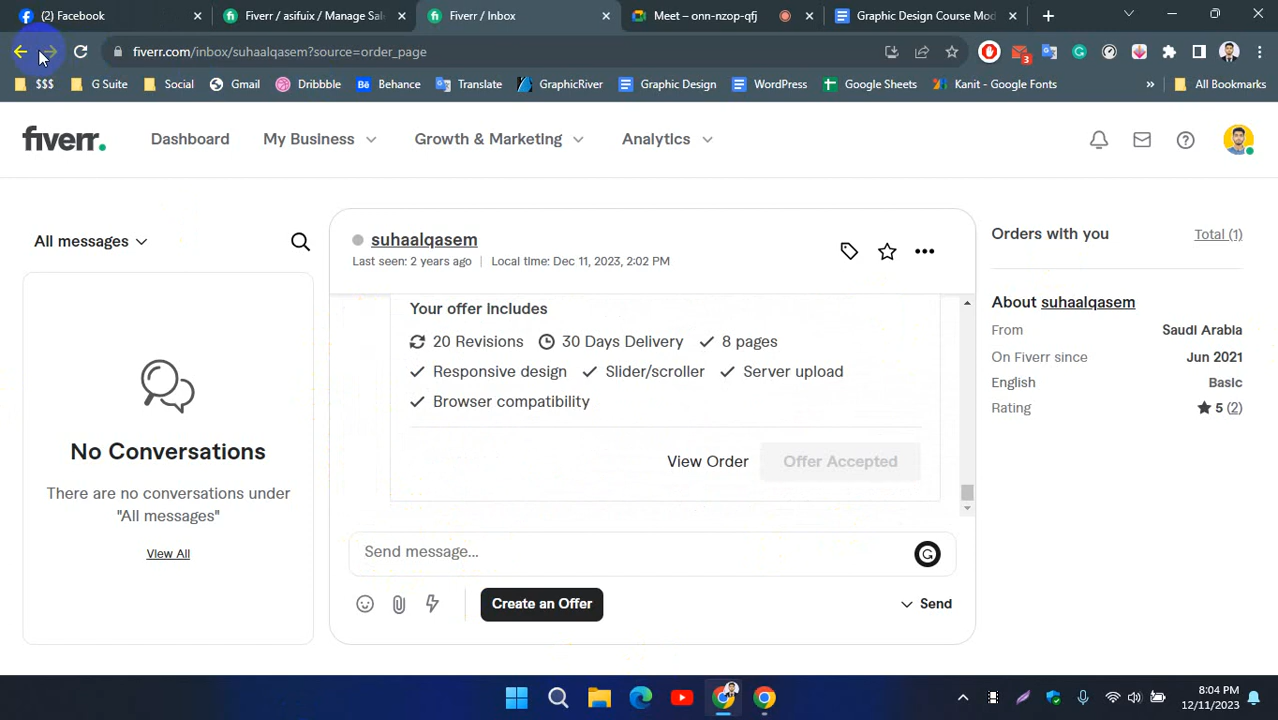 (2) Facebook
Fiverr / asifuix / Manage Sal
Fiverr / Inbox
Meet – onn-nzop-qfj
Graphic Design Course Mod
fiverr.com/inbox/suhaalqasem?source=order_page
3
$$$
G Suite
Social
Gmail
Dribbble
Behance
Translate
GraphicRiver
Graphic Design
WordPress
Google Sheets
Kanit - Google Fonts
»
All Bookmarks
fiverr.
Dashboard
My Business
Growth & Marketing
Analytics
All messages
No Conversations
There are no conversations under
"All messages"
View All
suhaalqasem
Last seen: 2 years ago | Local time: Dec 11, 2023, 2:02 PM
Your offer includes
20 Revisions 30 Days Delivery 8 pages
Responsive design Slider/scroller Server upload
Browser compatibility
View Order
Offer Accepted
Send message...
Create an Offer
Send
Orders with you
Total (1)
About suhaalqasem
From Saudi Arabia
On Fiverr since Jun 2021
English Basic
Rating 5 (2)
8:04 PM
12/11/2023